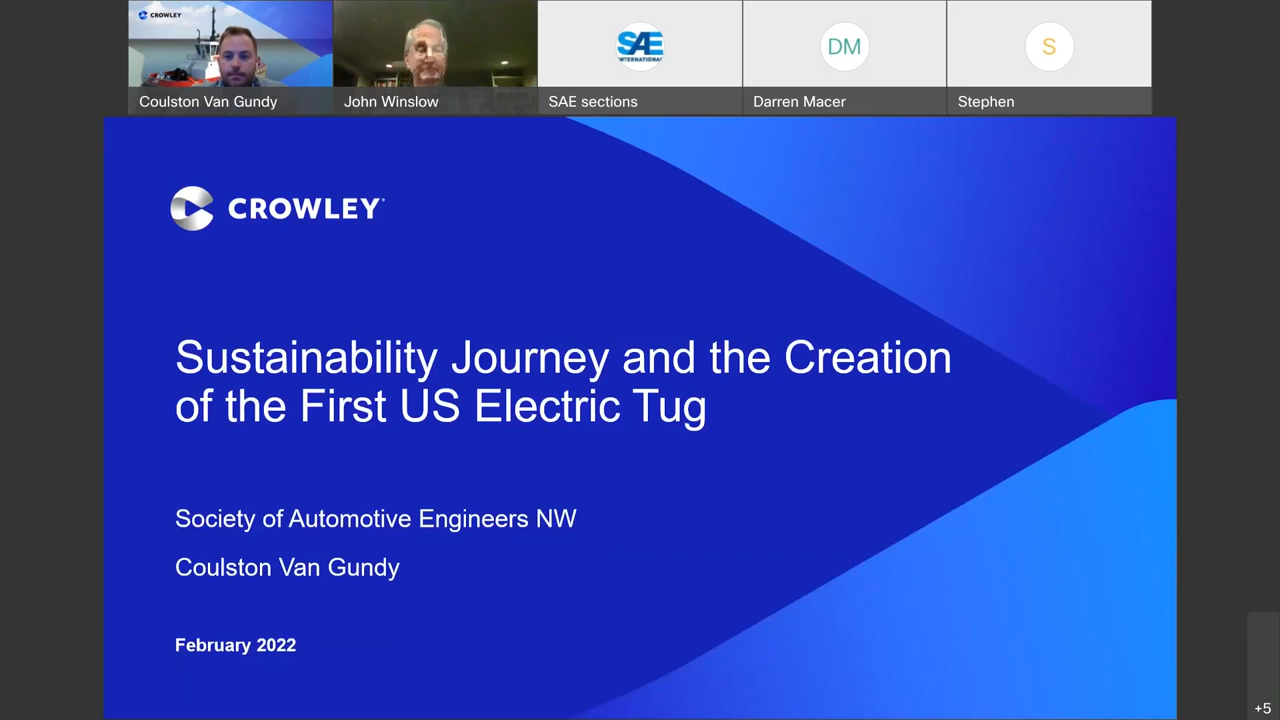 CROWLEY
Coulston Van Gundy
John Winslow
SAE
INTERNATIONAL
SAE sections
DM
Darren Macer
S
Stephen
CROWLEY
Sustainability Journey and the Creation
of the First US Electric Tug
Society of Automotive Engineers NW
Coulston Van Gundy
February 2022
+5